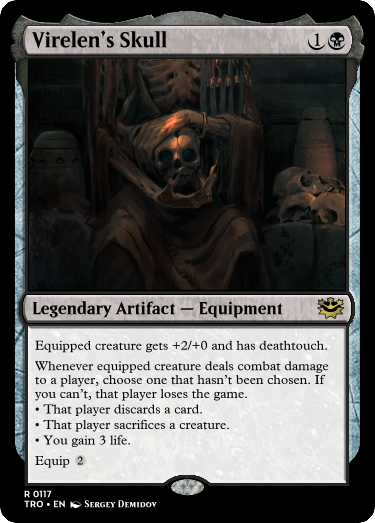 Virelen's Skull 1
Legendary Artifact — Equipment
Equipped creature gets +2/+0 and has deathtouch.
Whenever equipped creature deals combat damage
to a player, choose one that hasn't been chosen. If
you can't, that player loses the game.
• That player discards a card.
• That player sacrifices a creature.
• You gain 3 life.
Equip 2
R 0117
TRO • EN Sergey Demidov